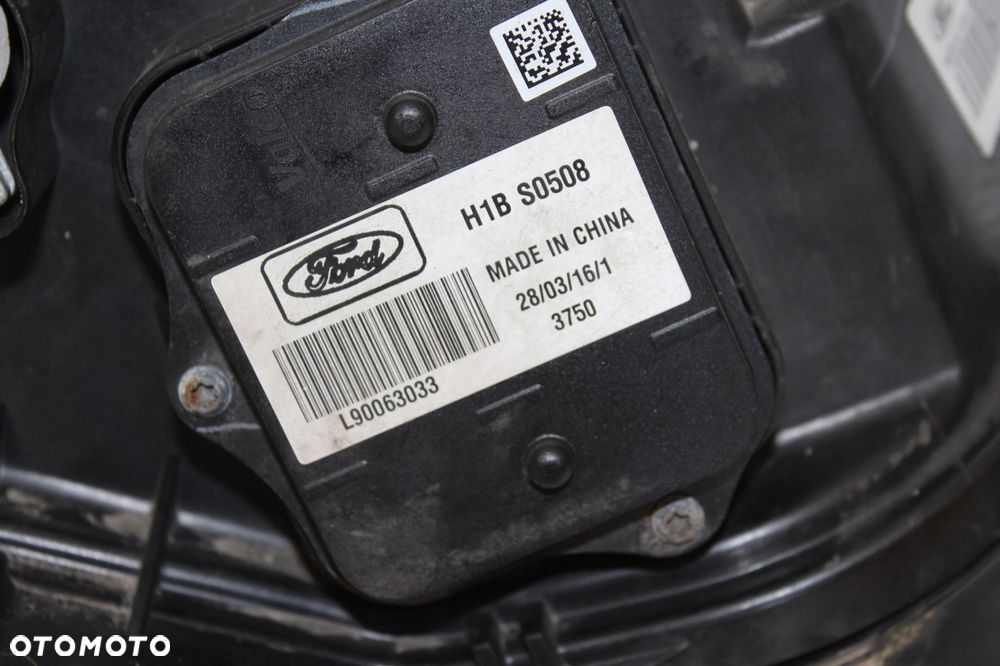 VALEO
Ford
H1B S0508
MADE IN CHINA
28/03/16/1
3750
L90063033
OTOMOTO